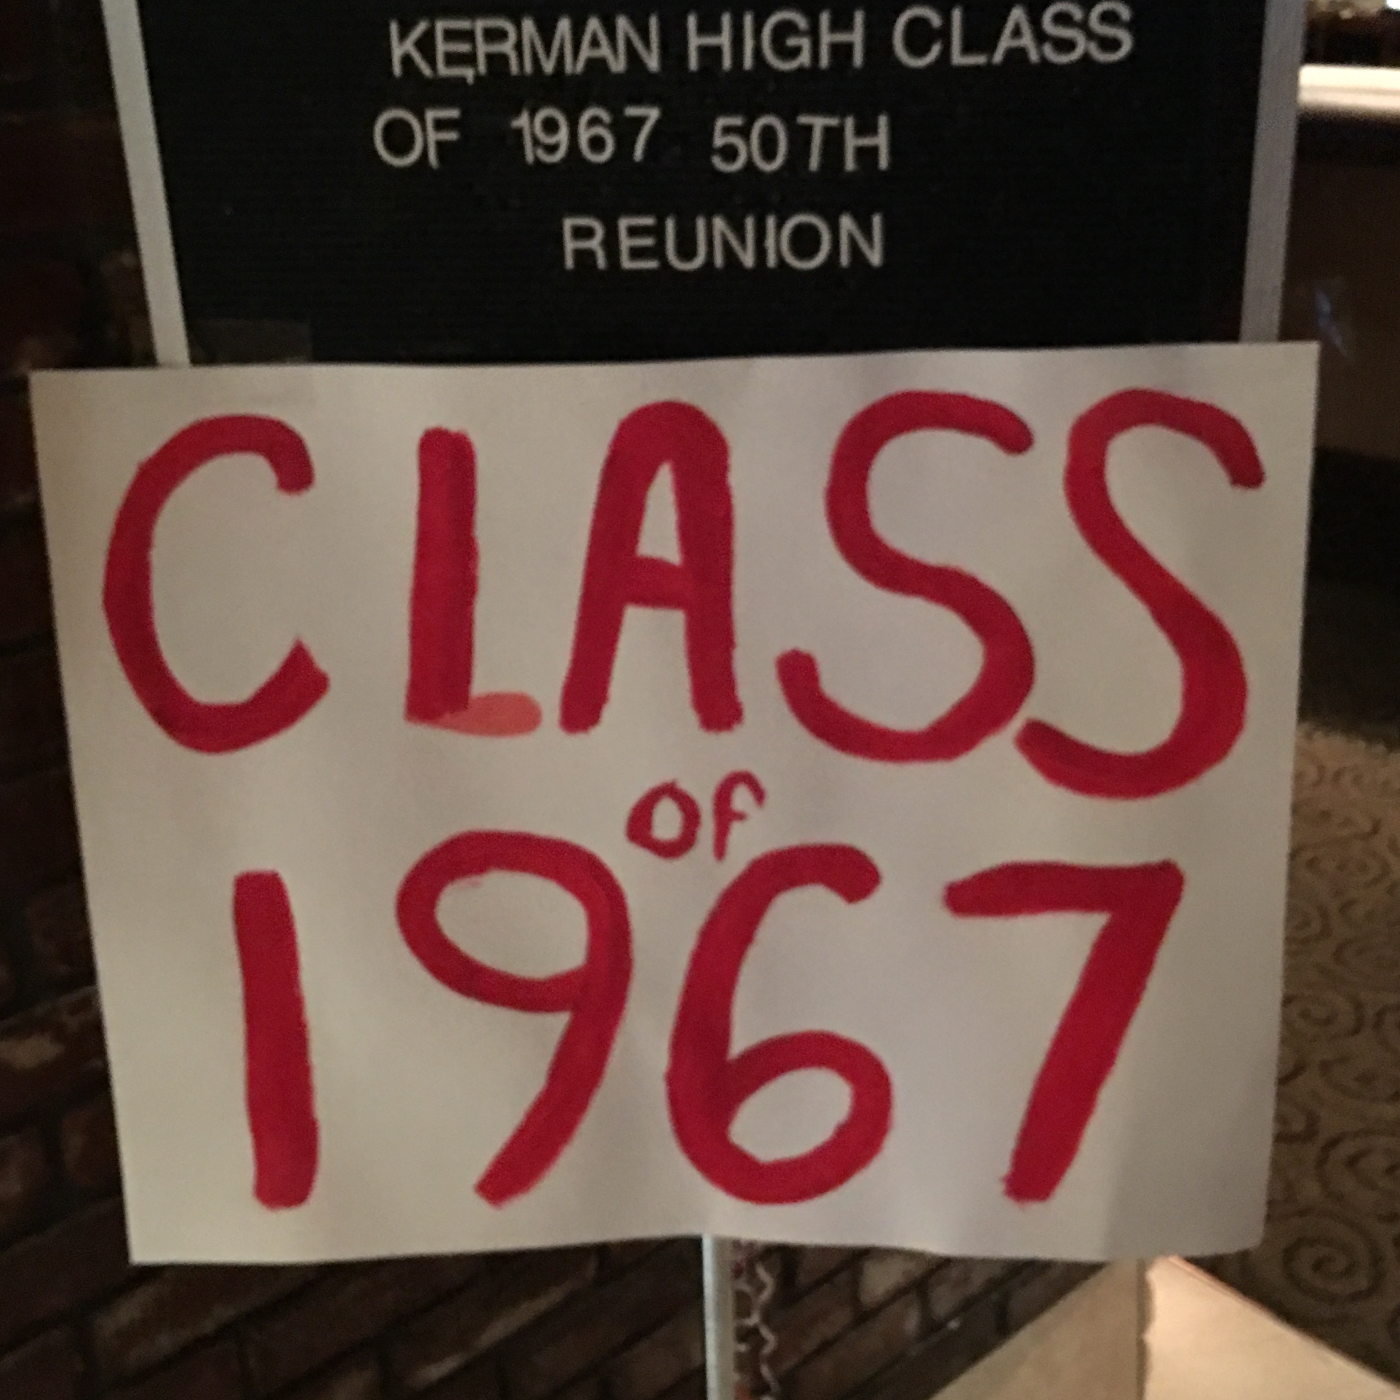 KERMAN HIGH CLASS
OF 1967 50TH
REUNION
CLASS
of
1967